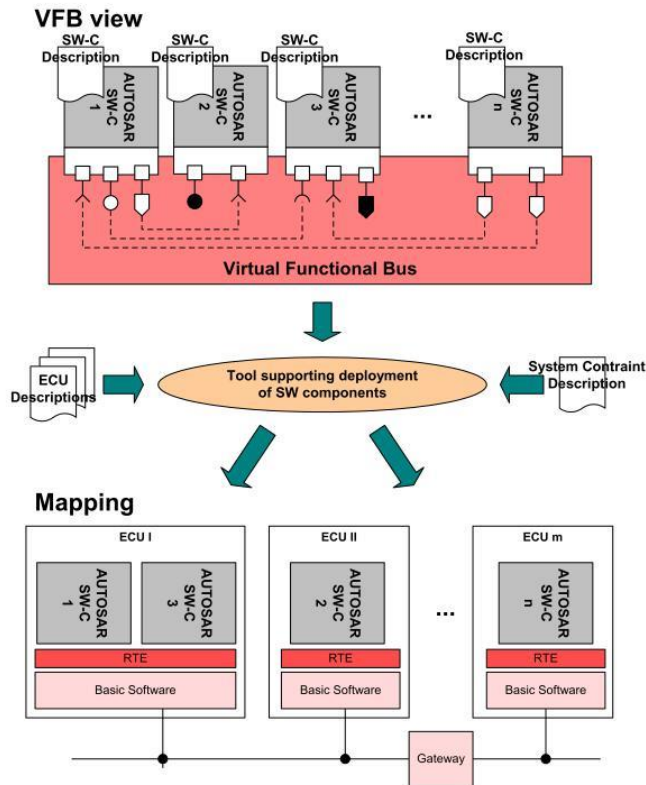 VFB view
SW-C
Description
SW-C
Description
SW-C
Description
SW-C
Description
AUTOSAR
SW-C
1
AUTOSAR
SW-C
2
AUTOSAR
SW-C
3
...
AUTOSAR
SW-C
n
Virtual Functional Bus
ECU
Descriptions
Tool supporting deployment
of SW components
System Contraint
Description
Mapping
ECU I
AUTOSAR
SW-C
1
AUTOSAR
SW-C
3
RTE
Basic Software
ECU II
AUTOSAR
SW-C
2
RTE
Basic Software
...
ECU m
AUTOSAR
SW-C
n
RTE
Basic Software
Gateway